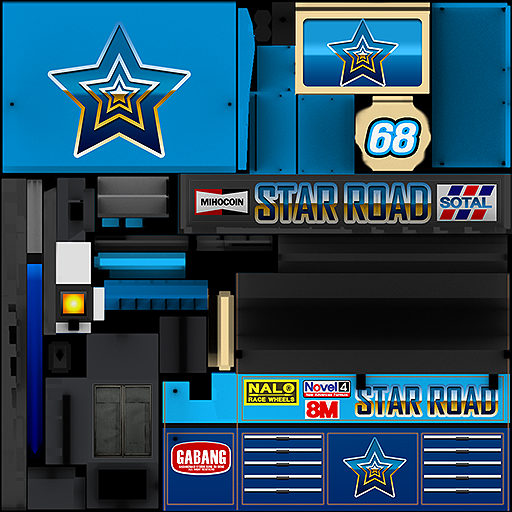 68
MIHOCOIN
STAR ROAD
SOTAL
NALO
RACE WHEELS
Novel 4
8M
STAR ROAD
GABANG